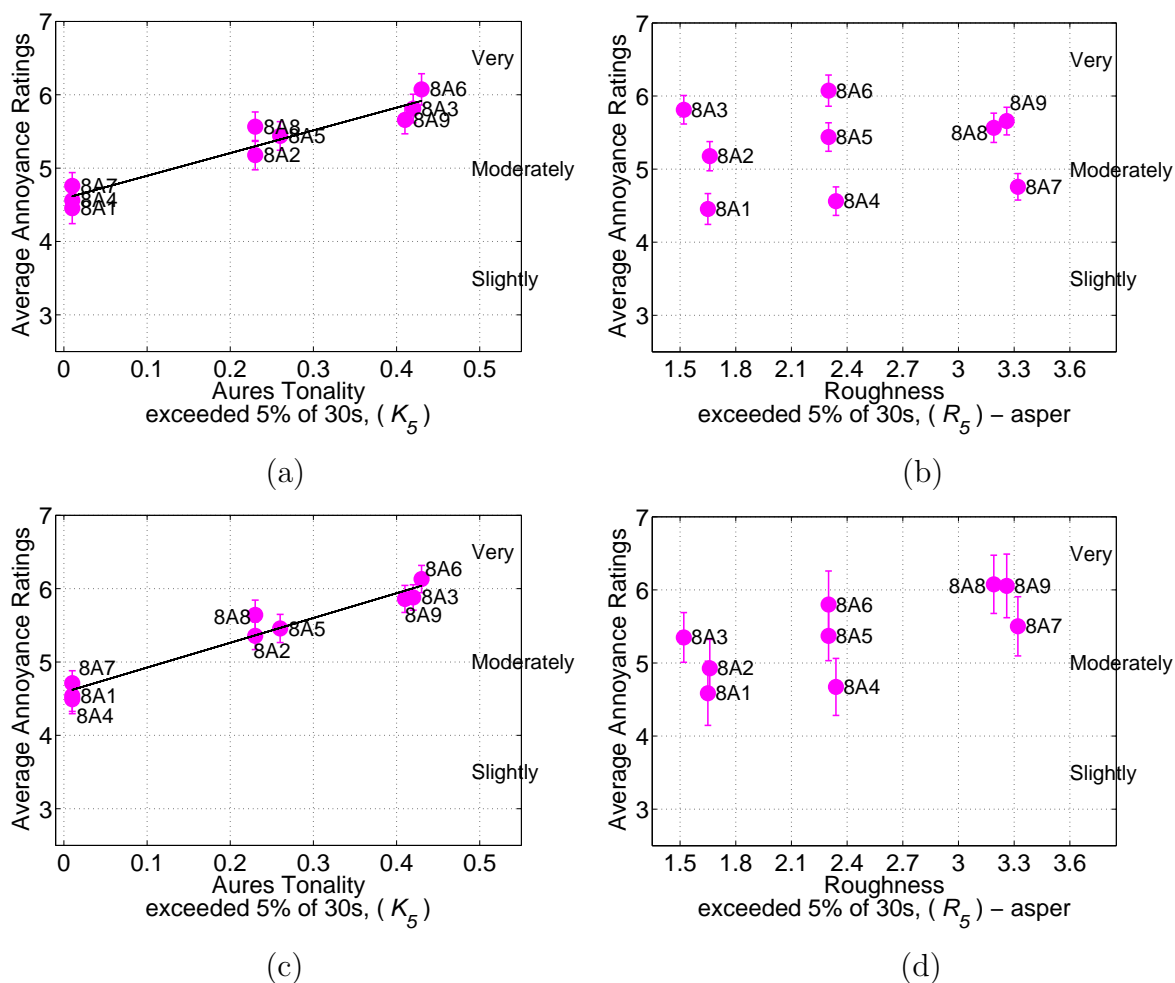 Average Annoyance Ratings
7
6
5
4
3
Very
Moderately
Slightly
8A6
8A3
8A9
8A8
8A5
8A2
8A7
8A4
8A1
0 0.1 0.2 0.3 0.4 0.5
Aures Tonality
exceeded 5% of 30s, ( K5 )
(a)
Average Annoyance Ratings
7
6
5
4
3
Very
Moderately
Slightly
8A3
8A2
8A1
8A6
8A5
8A4
8A9
8A8
8A7
1.5 1.8 2.1 2.4 2.7 3 3.3 3.6
Roughness
exceeded 5% of 30s, ( R5 ) − asper
(b)
Average Annoyance Ratings
7
6
5
4
3
Very
Moderately
Slightly
8A6
8A3
8A9
8A8
8A5
8A2
8A7
8A1
8A4
0 0.1 0.2 0.3 0.4 0.5
Aures Tonality
exceeded 5% of 30s, ( K5 )
(c)
Average Annoyance Ratings
7
6
5
4
3
Very
Moderately
Slightly
8A3
8A2
8A1
8A6
8A5
8A4
8A8
8A9
8A7
1.5 1.8 2.1 2.4 2.7 3 3.3 3.6
Roughness
exceeded 5% of 30s, ( R5 ) − asper
(d)